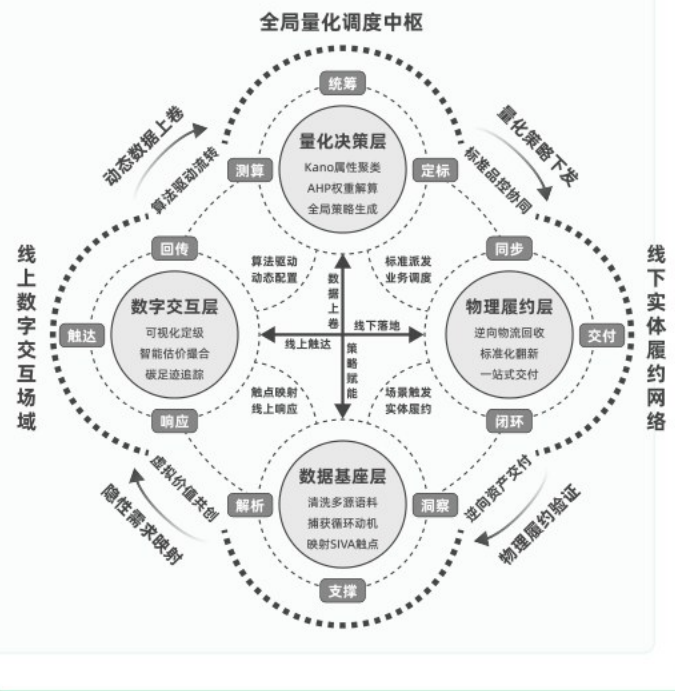 全局量化调度中枢
统筹
动态数据上卷
算法驱动流转
量化策略下发
标准品控协同
量化决策层
Kano属性聚类
AHP权重解算
全局策略生成
测算
定标
线上数字交互场域
线下实体履约网络
回传
同步
算法驱动
动态配置
标准派发
业务调度
数据上卷
数字交互层
可视化定级
智能估价撮合
碳足迹追踪
触达
线上触达
线下落地
物理履约层
逆向物流回收
标准化翻新
一站式交付
交付
策略赋能
触点映射
线上响应
场景触发
实体履约
响应
闭环
虚拟价值共创
隐性需求映射
逆向资产交付
物理履约验证
数据基座层
清洗多源语料
捕获循环动机
映射SIVA触点
解析
洞察
支撑